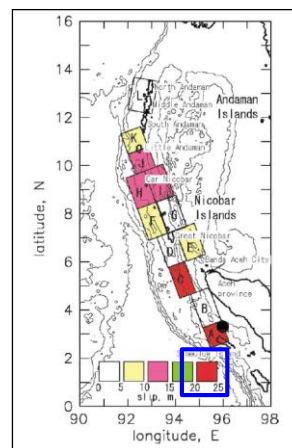 16
14
12
10
8
6
4
2
0
latitude, N
North Andaman
Middle Andaman
Andaman
Islands
Little Andaman
Car Nicobar
Nicobar
Islands
Great Nicobar
Banda Aceh City
Aceh
province
K
J
H
I
F
G
D
E
C
B
A
0 5 10 15 20 25
slip, m
90 92 94 96 98
longitude, E